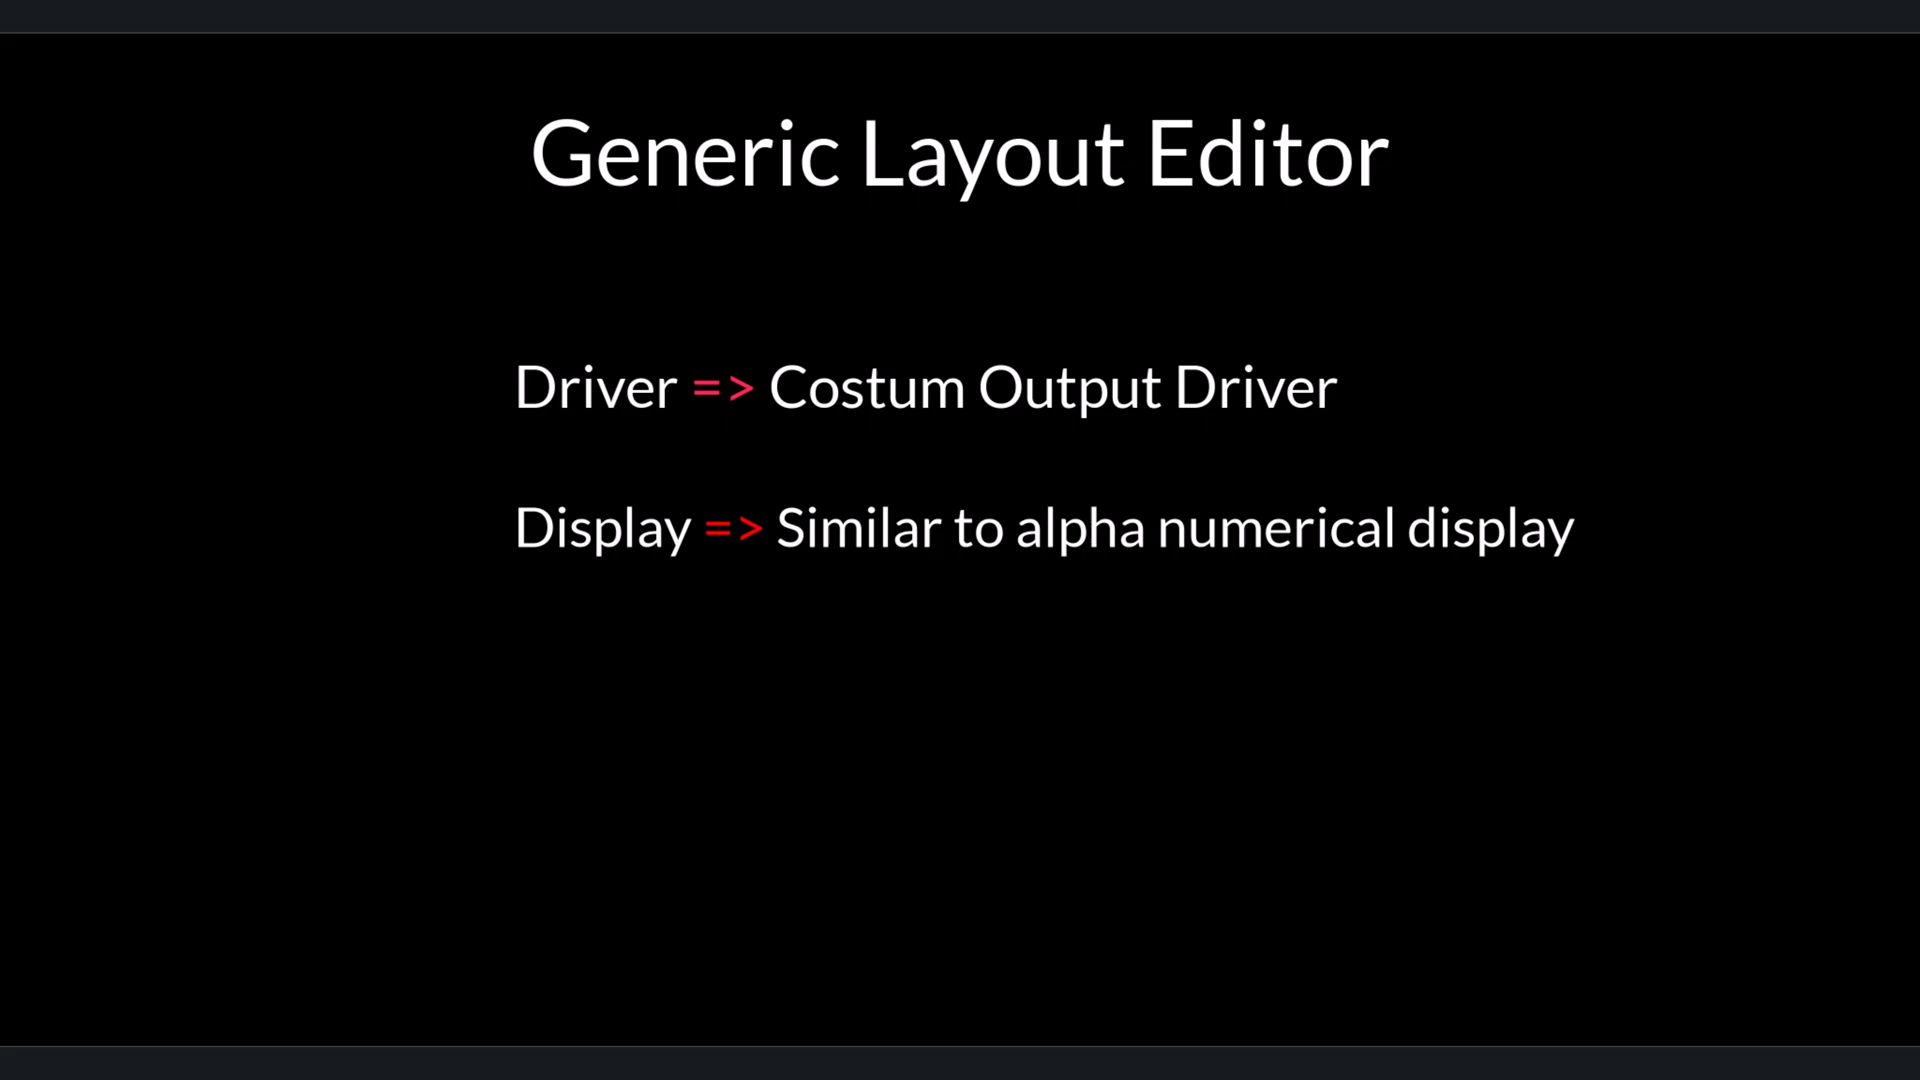 Generic Layout Editor
Driver => Costum Output Driver
Display => Similar to alpha numerical display